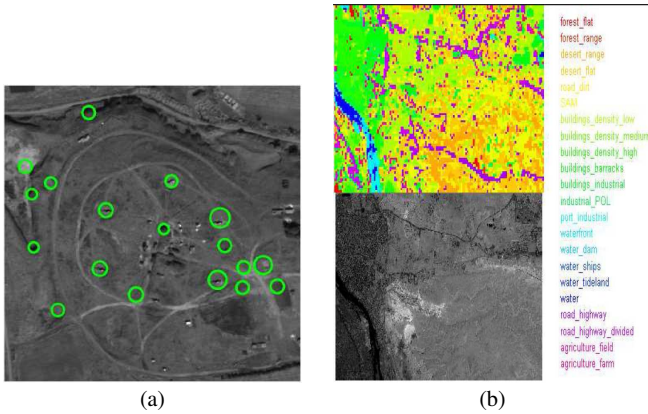 forest_flat
forest_range
desert_range
desert_flat
road_dirt
buildings_density_low
buildings_density_medium
buildings_density_high
buildings_barracks
buildings_industrial
industrial_POL
port_industrial
waterfront
water_dam
water_ships
water_tideland
water
road_highway
road_highway_divided
agriculture_field
agriculture_farm
(a)
(b)